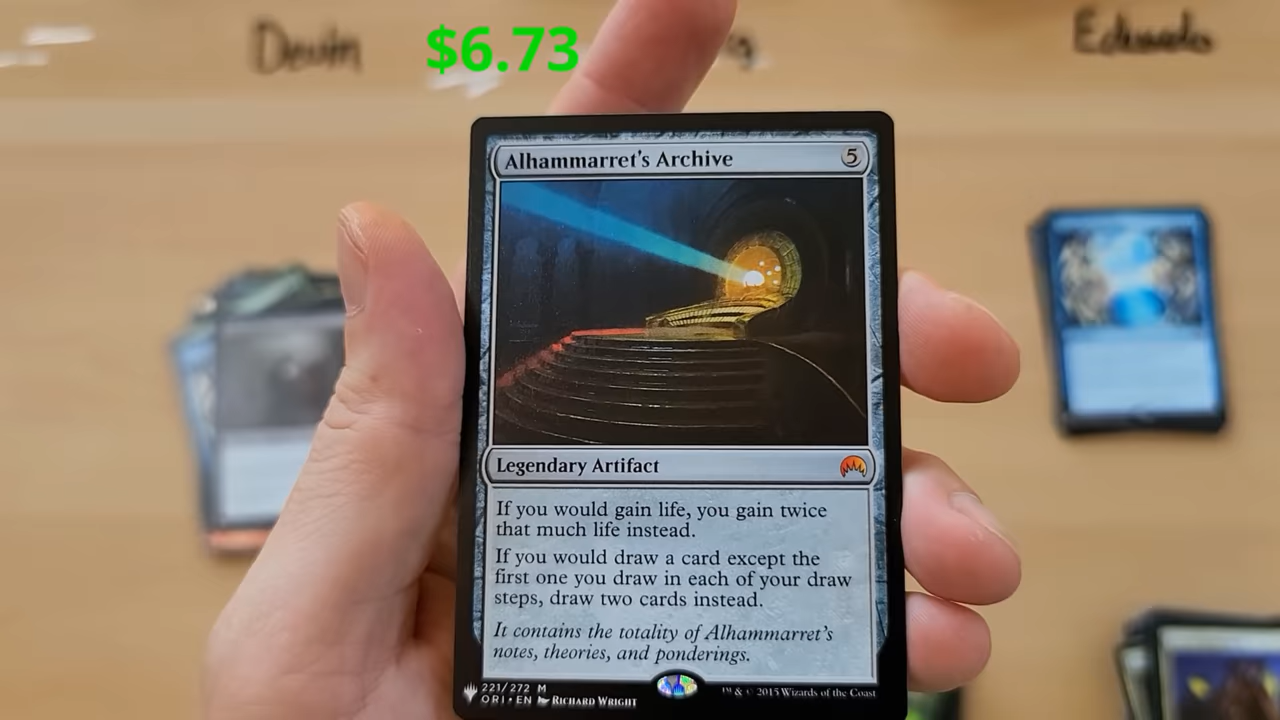 Devin
$6.73
Eduardo
Alhammarret's Archive
5
Legendary Artifact
If you would gain life, you gain twice
that much life instead.
If you would draw a card except the
first one you draw in each of your draw
steps, draw two cards instead.
It contains the totality of Alhammarret's
notes, theories, and ponderings.
221/272 M
ORI • EN RICHARD WRIGHT
™ & © 2015 Wizards of the Coast